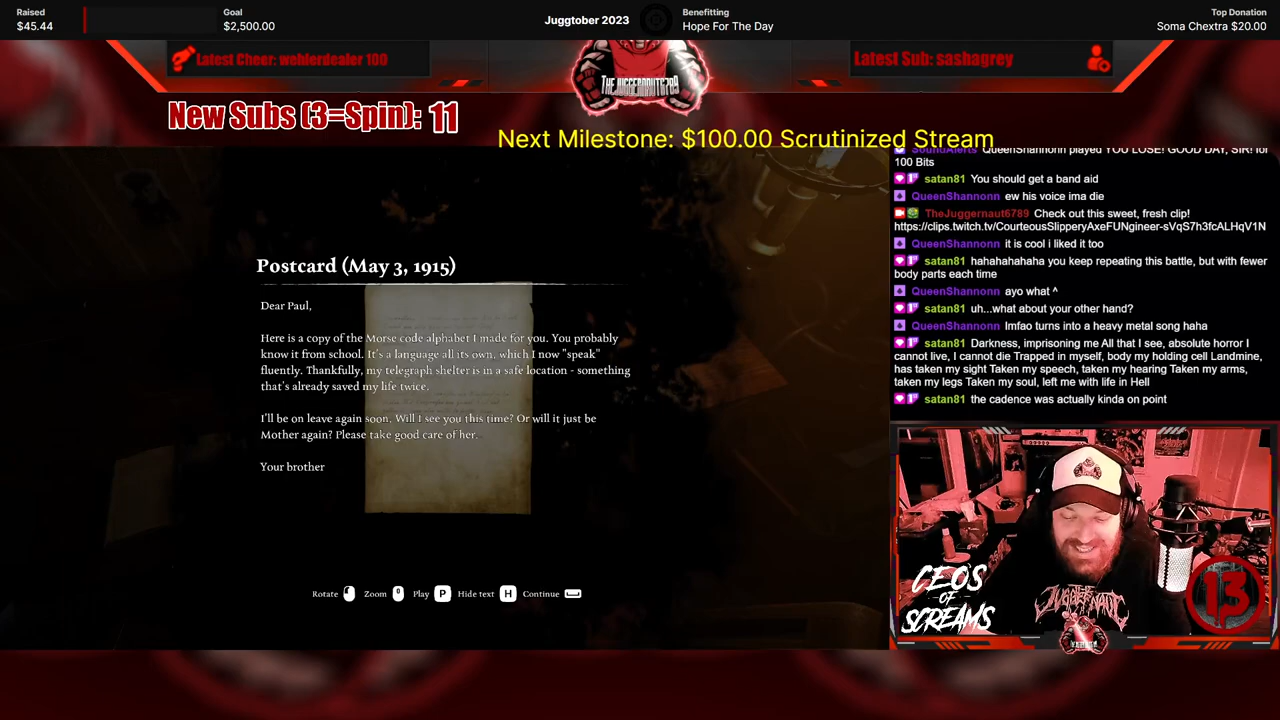 Raised
$45.44
Goal
$2,500.00
Juggtober 2023
Benefitting
Hope For The Day
Top Donation
Soma Chextra $20.00
Latest Cheer: wehlerdealer 100
THEJUGGERNAUT6789
Latest Sub: sashagrey
New Subs (3=Spin): 11
Next Milestone: $100.00 Scrutinized Stream
Postcard (May 3, 1915)
Dear Paul,
Here is a copy of the Morse code alphabet I made for you. You probably
know it from school. It's a language all its own, which I now "speak"
fluently. Thankfully, my telegraph shelter is in a safe location - something
that's already saved my life twice.
I'll be on leave again soon. Will I see you this time? Or will it just be
Mother again? Please take good care of her.
Your brother
Rotate Zoom Play P Hide text H Continue
SoundAlerts QueenShannonn played YOU LOSE! GOOD DAY, SIR! for
100 Bits
satan81 You should get a band aid
QueenShannonn ew his voice ima die
TheJuggernaut6789 Check out this sweet, fresh clip!
https://clips.twitch.tv/CourteousSlipperyAxeFUNgineer-sVqS7h3fcALHqV1N
QueenShannonn it is cool i liked it too
satan81 hahahahahaha you keep repeating this battle, but with fewer
body parts each time
QueenShannonn ayo what ^
satan81 uh...what about your other hand?
QueenShannonn lmfao turns into a heavy metal song haha
satan81 Darkness, imprisoning me All that I see, absolute horror I
cannot live, I cannot die Trapped in myself, body my holding cell Landmine,
has taken my sight Taken my speech, taken my hearing Taken my arms,
taken my legs Taken my soul, left me with life in Hell
satan81 the cadence was actually kinda on point
CEOS
OF
SCREAMS
JUGGERNAUT
13